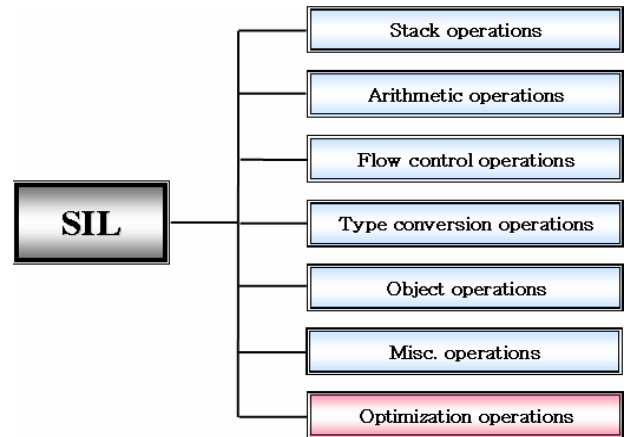 Stack operations
Arithmetic operations
Flow control operations
SIL
Type conversion operations
Object operations
Misc. operations
Optimization operations